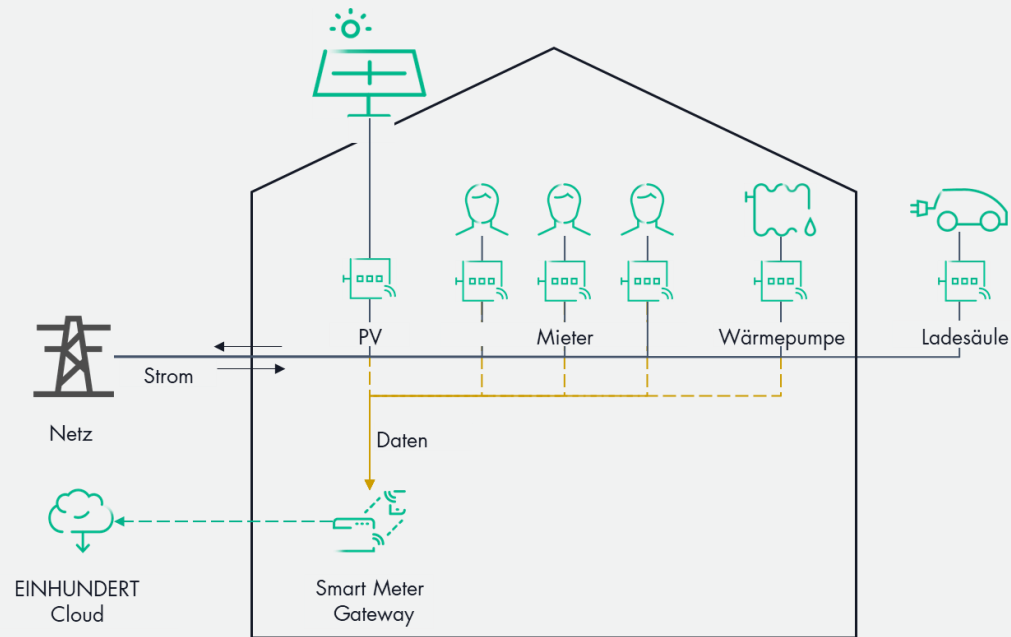 PV
Mieter
Wärmepumpe
Ladesäule
Strom
Netz
Daten
EINHUNDERT
Cloud
Smart Meter
Gateway